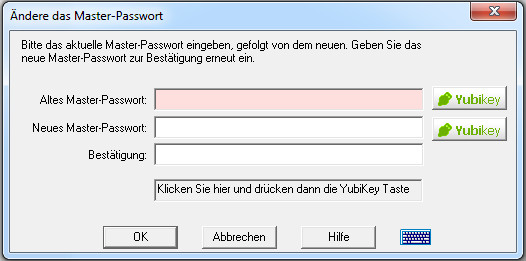 Ändere das Master-Passwort
Bitte das aktuelle Master-Passwort eingeben, gefolgt von dem neuen. Geben Sie das
neue Master-Passwort zur Bestätigung erneut ein.
Altes Master-Passwort:
Yubikey
Neues Master-Passwort:
Yubikey
Bestätigung:
Klicken Sie hier und drücken dann die YubiKey Taste
OK Abbrechen Hilfe